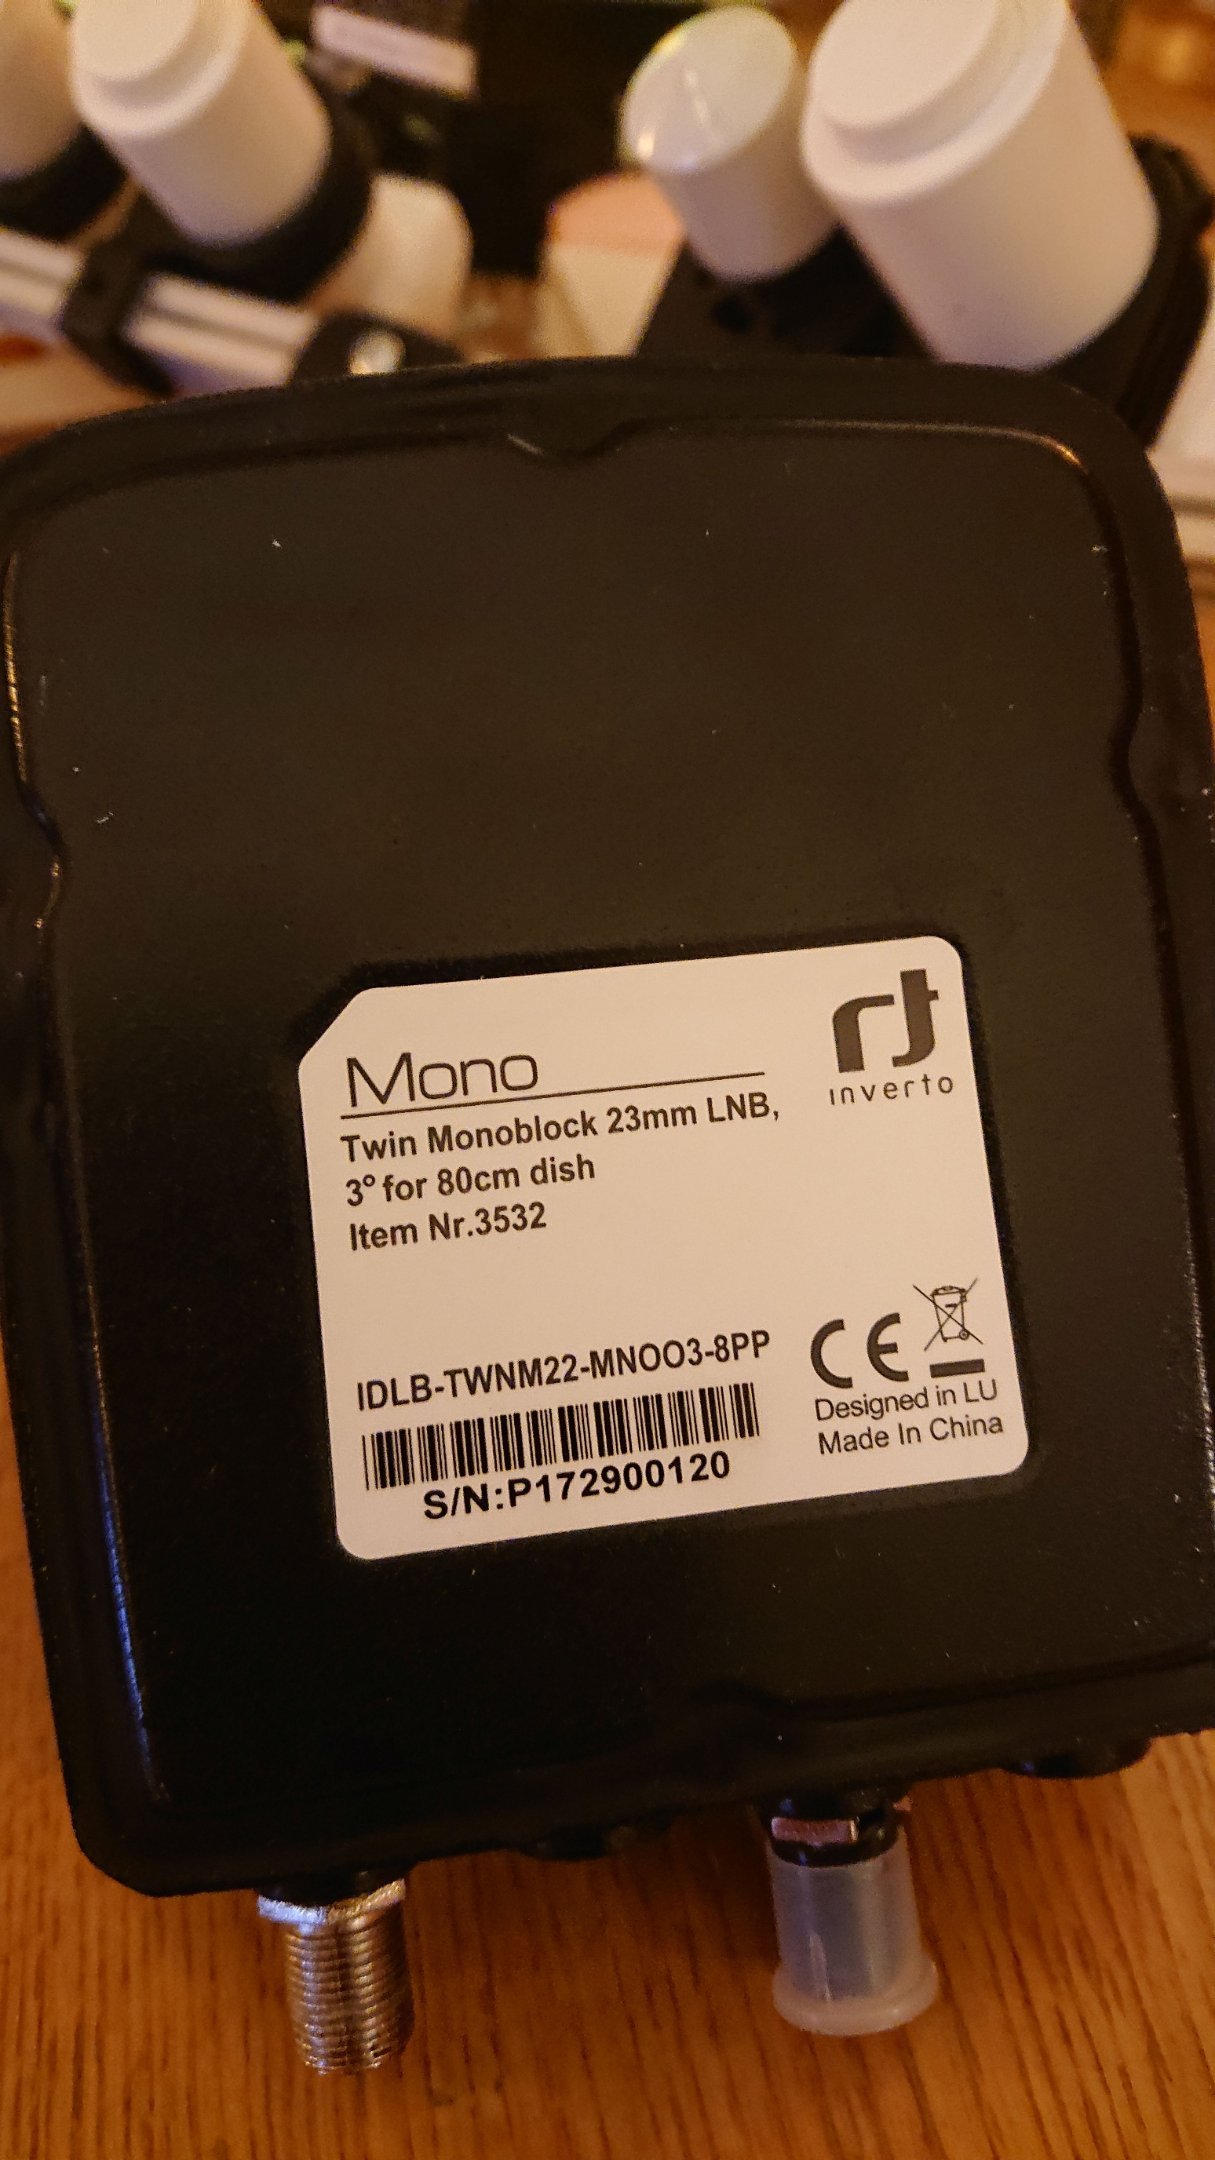 Mono
inverto
Twin Monoblock 23mm LNB,
3° for 80cm dish
Item Nr.3532
IDLB-TWNM22-MNOO3-8PP
S/N:P172900120
CE
Designed in LU
Made In China